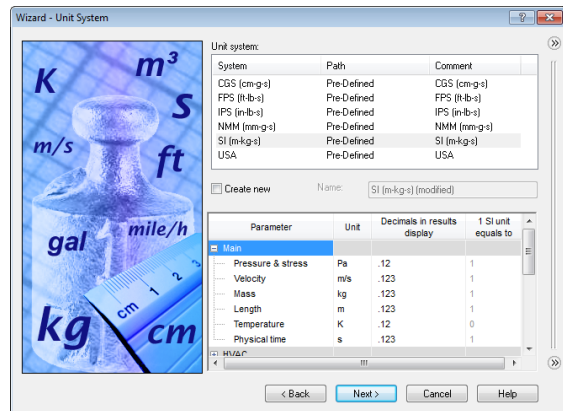 Wizard - Unit System
K
m³
S
m/s
ft
gal
mile/h
cm 1 2 3
kg
cm
Unit system:
System Path Comment
CGS (cm-g-s) Pre-Defined CGS (cm-g-s)
FPS (ft-lb-s) Pre-Defined FPS (ft-lb-s)
IPS (in-lb-s) Pre-Defined IPS (in-lb-s)
NMM (mm-g-s) Pre-Defined NMM (mm-g-s)
SI (m-kg-s) Pre-Defined SI (m-kg-s)
USA Pre-Defined USA
Create new Name: SI (m-kg-s) (modified)
Parameter Unit Decimals in results display 1 SI unit equals to
Main
Pressure & stress Pa .12 1
Velocity m/s .123 1
Mass kg .123 1
Length m .123 1
Temperature K .12 0
Physical time s .123 1
HVAC
< Back Next > Cancel Help